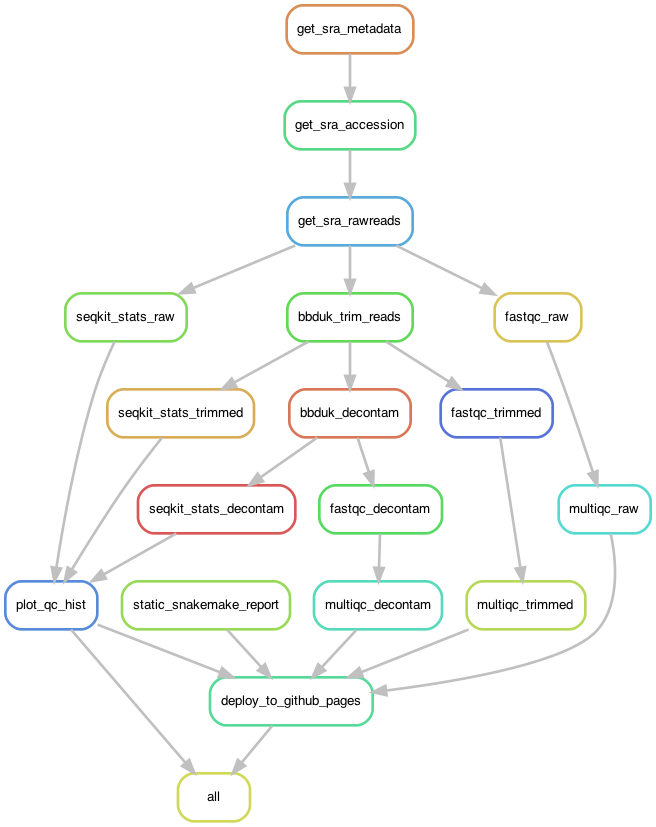 get_sra_metadata
get_sra_accession
get_sra_rawreads
seqkit_stats_raw
bbduk_trim_reads
fastqc_raw
seqkit_stats_trimmed
bbduk_decontam
fastqc_trimmed
seqkit_stats_decontam
fastqc_decontam
multiqc_raw
plot_qc_hist
static_snakemake_report
multiqc_decontam
multiqc_trimmed
deploy_to_github_pages
all